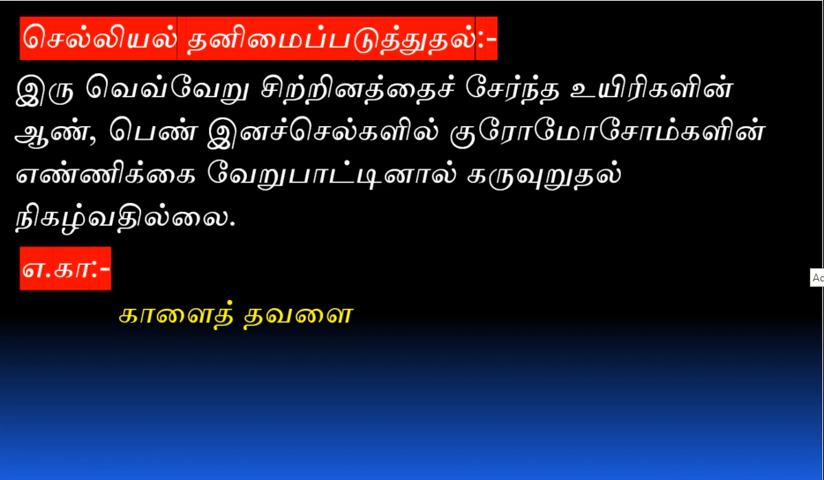 செல்லியல் தனிமைப்படுத்துதல்:-
இரு வெவ்வேறு சிற்றினத்தைச் சேர்ந்த உயிரிகளின்
ஆண், பெண் இனச்செல்களில் குரோமோசோம்களின்
எண்ணிக்கை வேறுபாட்டினால் கருவுறுதல்
நிகழ்வதில்லை.
எ.கா:-
காளைத் தவளை